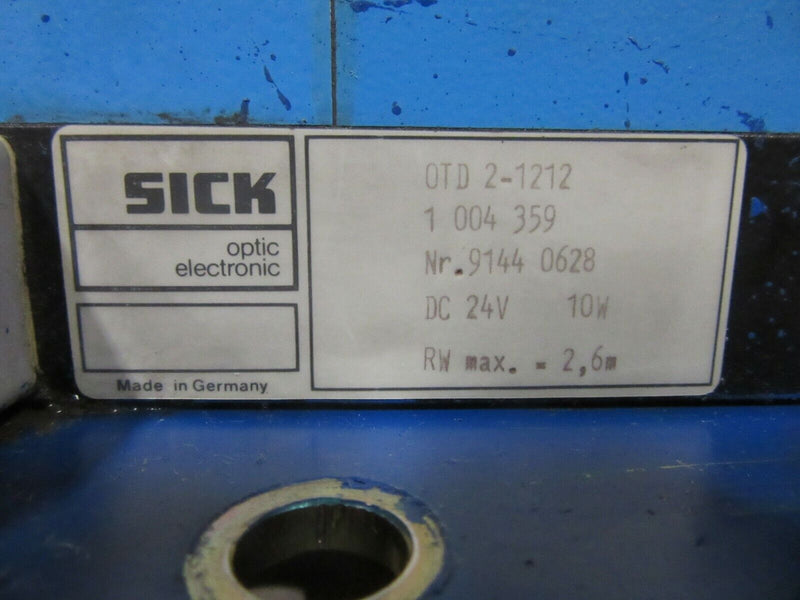 SICK
optic
electronic
Made in Germany
OTD 2-1212
1 004 359
Nr.9144 0628
DC 24V 10W
RW max. = 2,6m